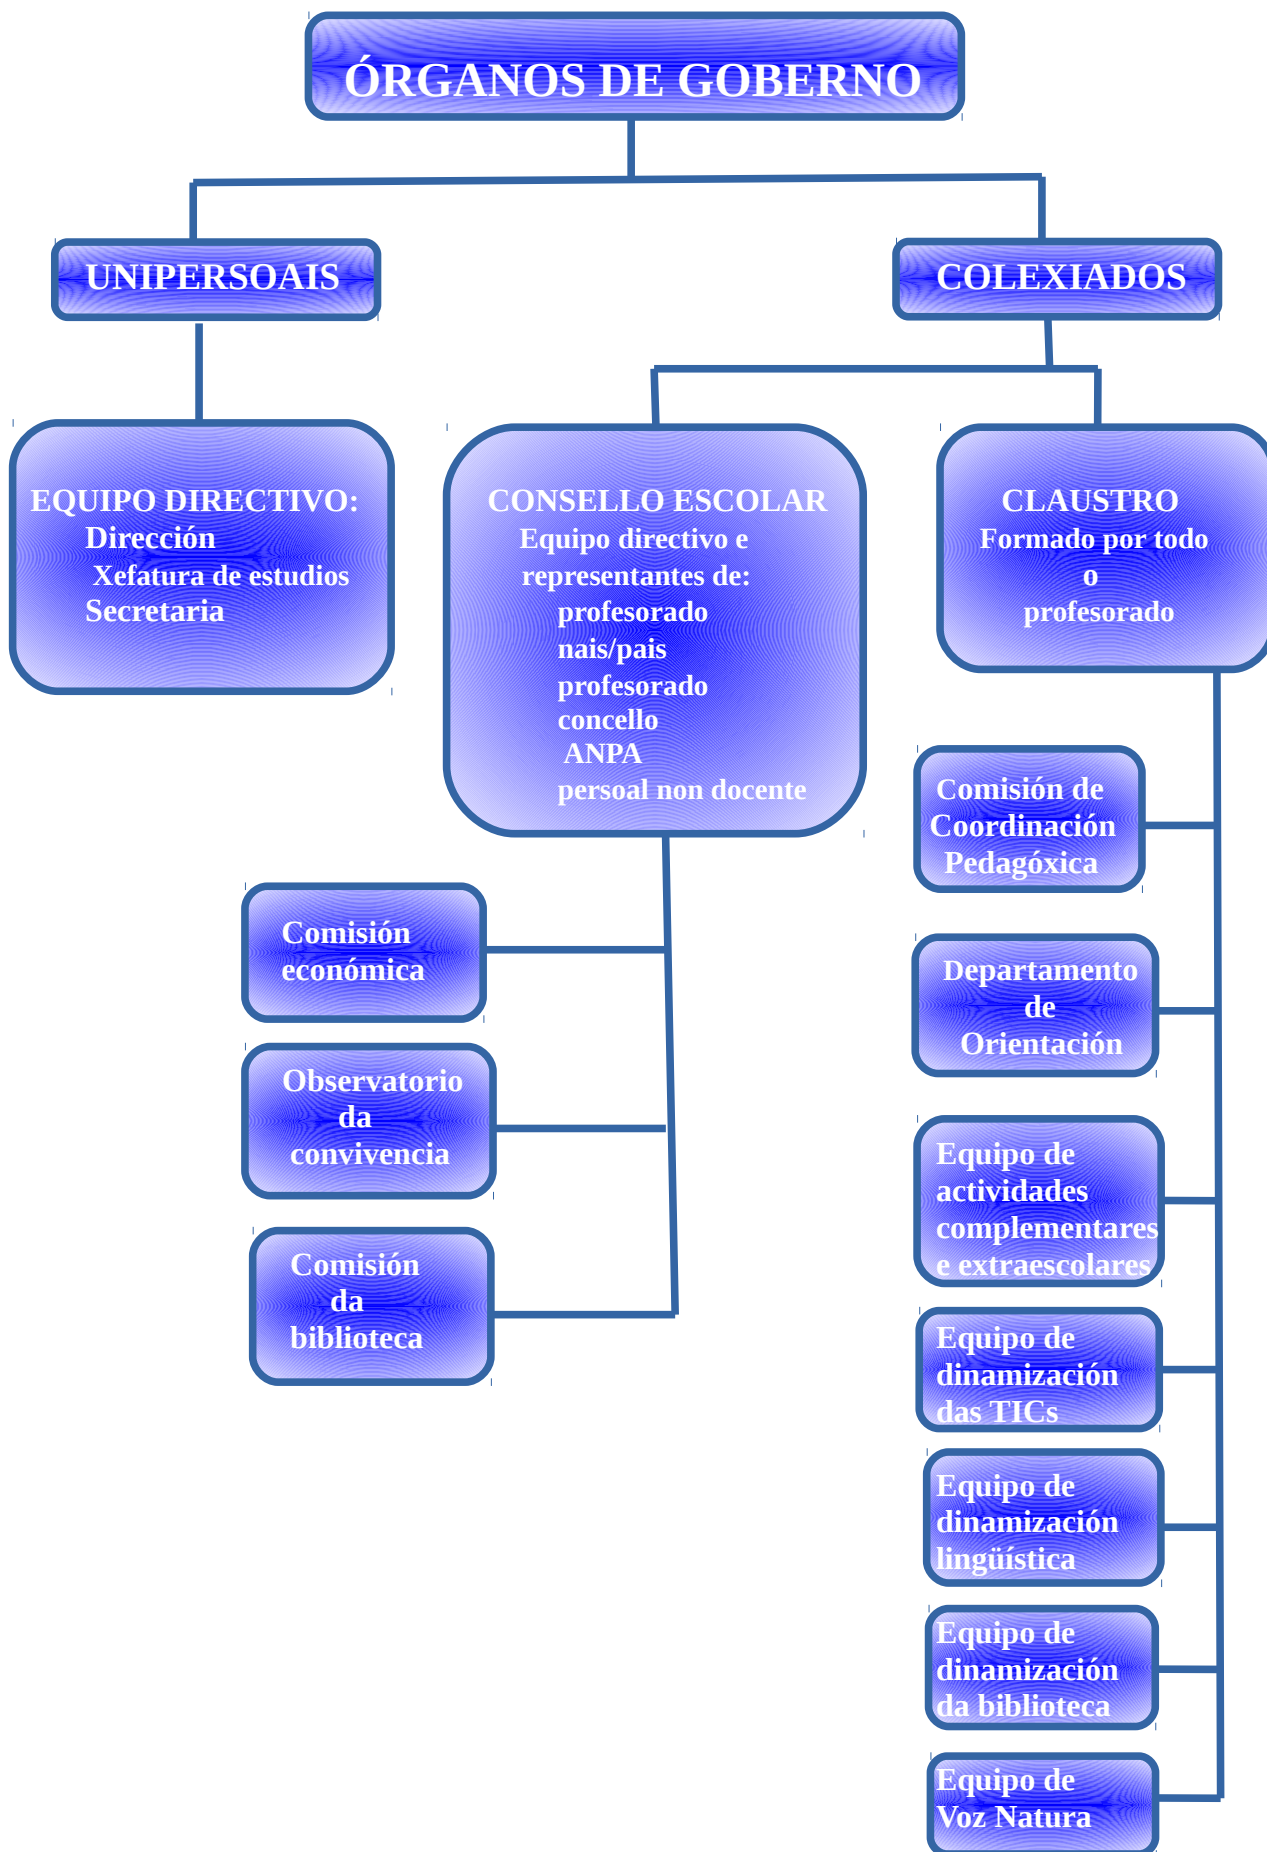 ÓRGANOS DE GOBERNO
UNIPERSOAIS
COLEXIADOS
EQUIPO DIRECTIVO:
Dirección
Xefatura de estudios
Secretaria
CONSELLO ESCOLAR
Equipo directivo e
representantes de:
profesorado
nais/pais
profesorado
concello
ANPA
persoal non docente
CLAUSTRO
Formado por todo
o
profesorado
Comisión
económica
Observatorio
da
convivencia
Comisión
da
biblioteca
Comisión de
Coordinación
Pedagóxica
Departamento
de
Orientación
Equipo de
actividades
complementares
e extraescolares
Equipo de
dinamización
das TICs
Equipo de
dinamización
lingüística
Equipo de
dinamización
da biblioteca
Equipo de
Voz Natura